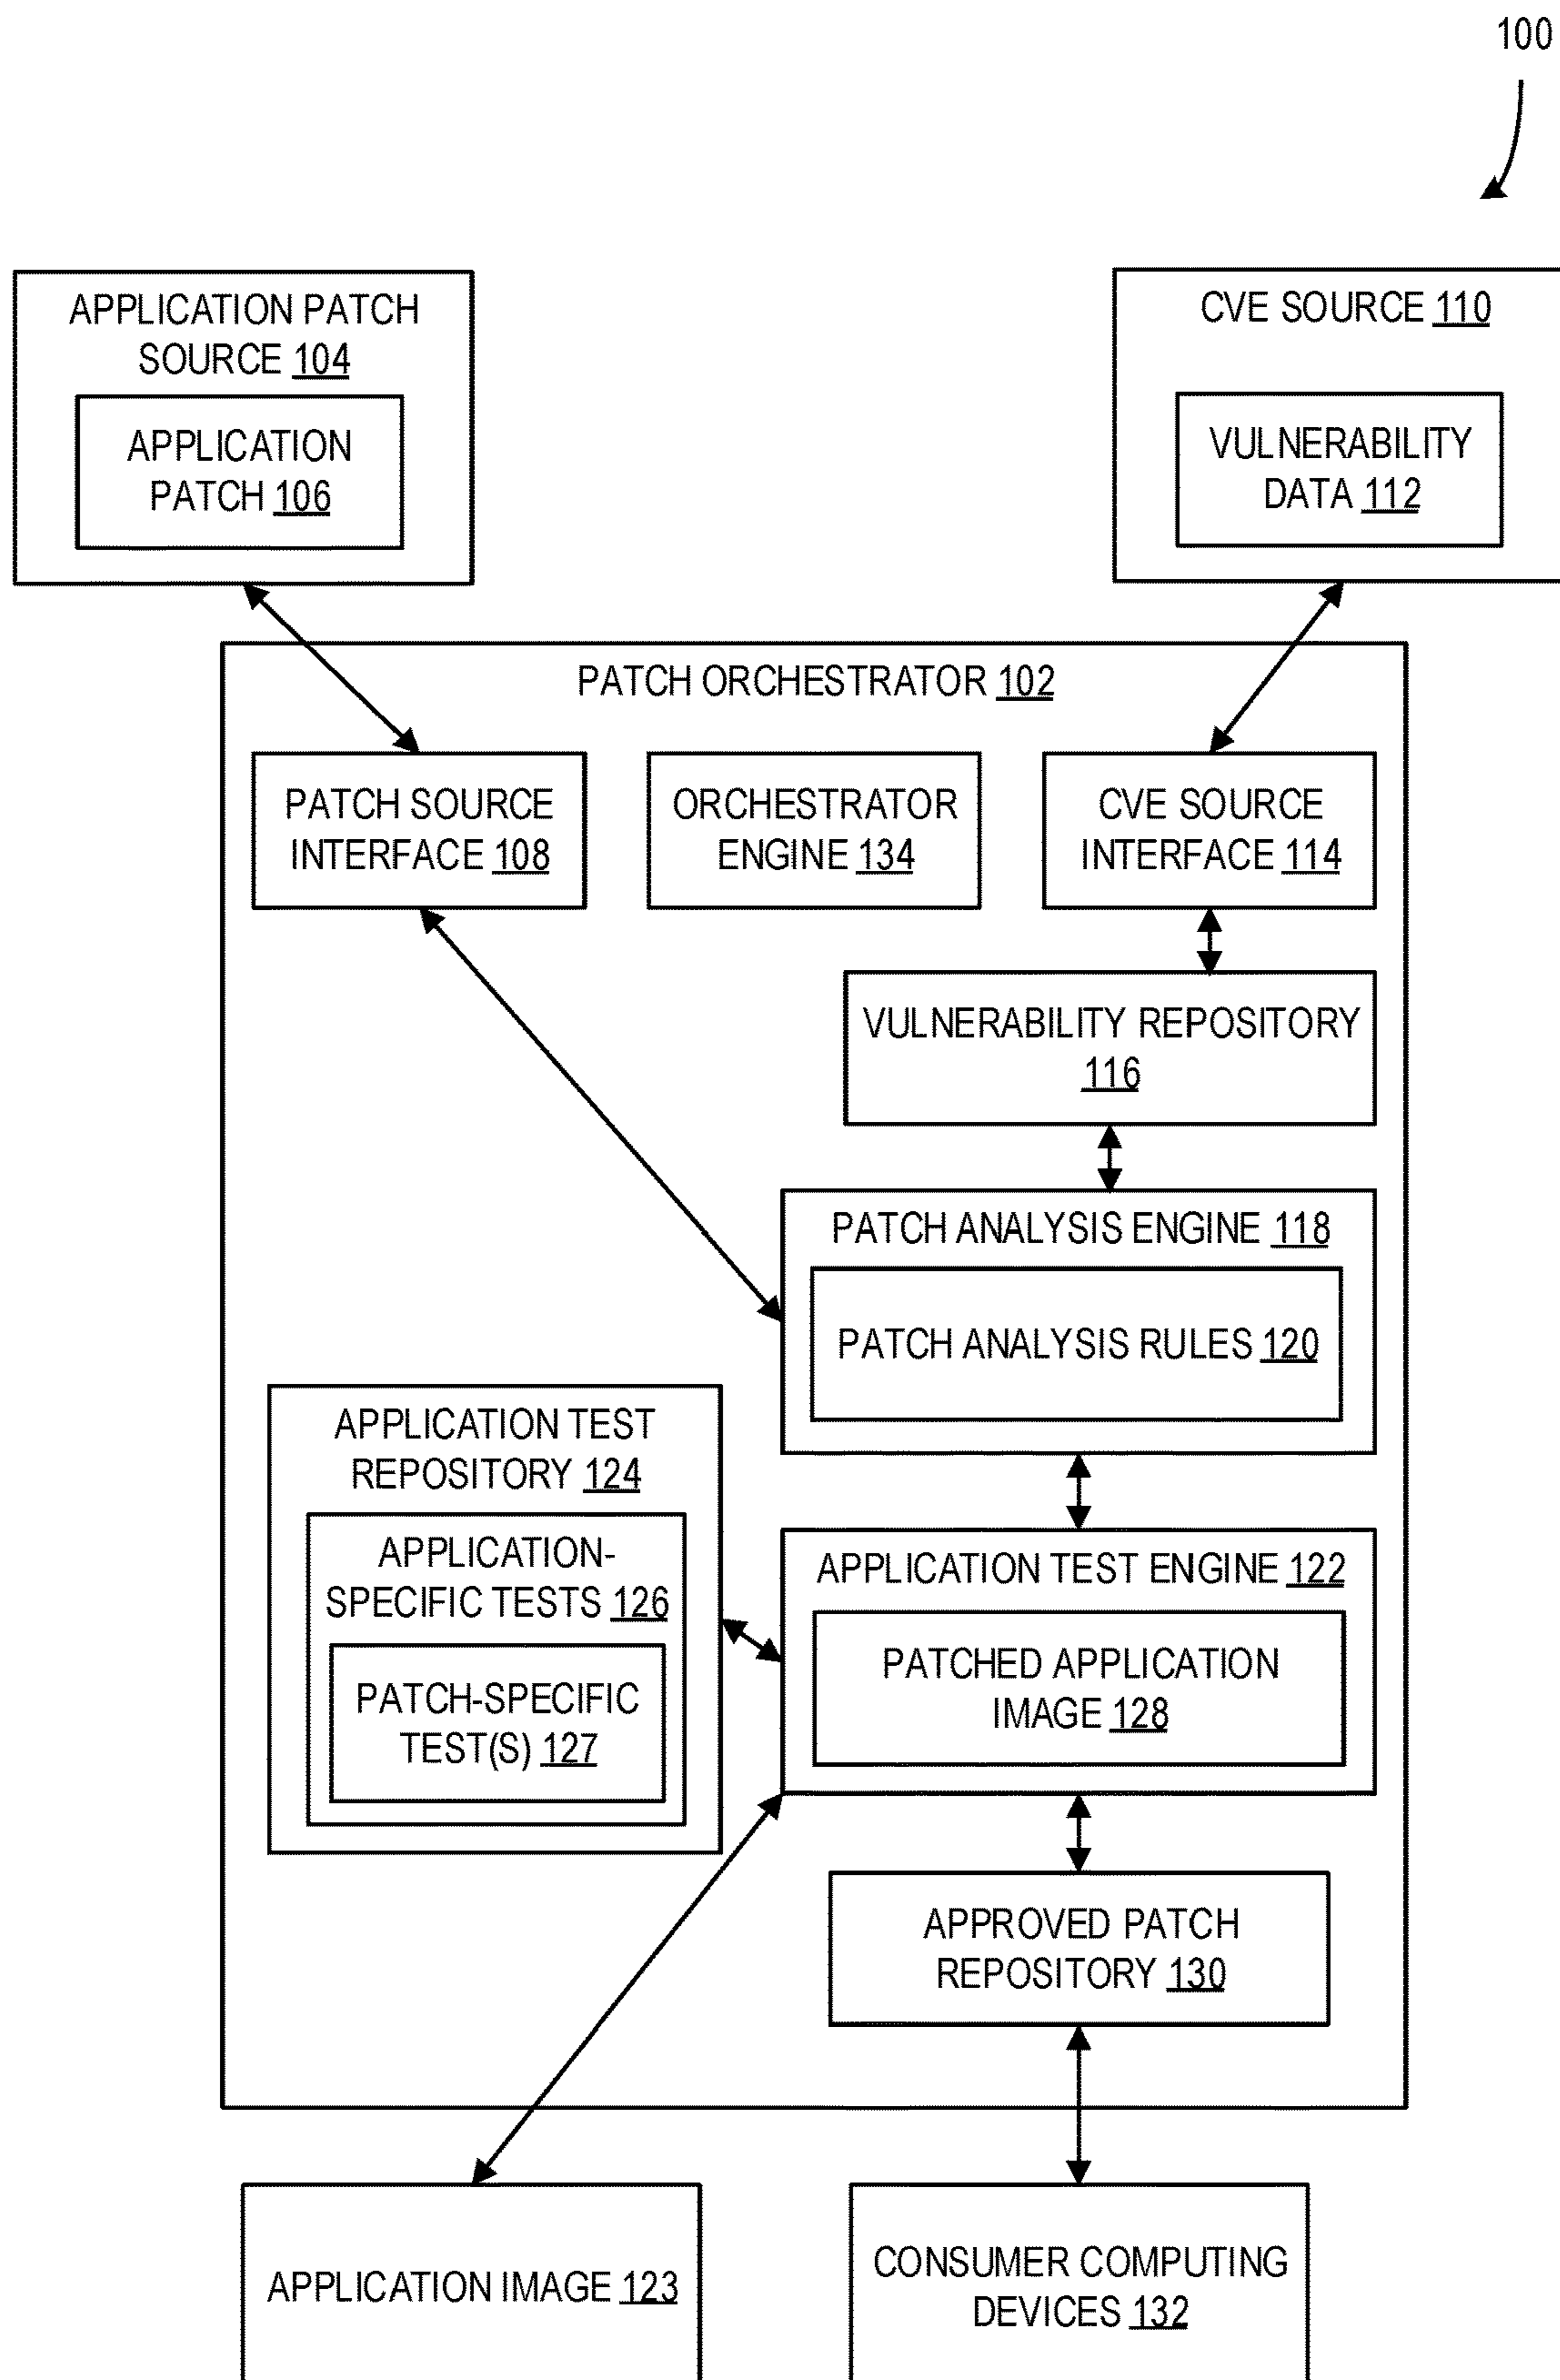 100
APPLICATION PATCH
SOURCE 104
APPLICATION
PATCH 106
CVE SOURCE 110
VULNERABILITY
DATA 112
PATCH ORCHESTRATOR 102
PATCH SOURCE
INTERFACE 108
ORCHESTRATOR
ENGINE 134
CVE SOURCE
INTERFACE 114
VULNERABILITY REPOSITORY
116
PATCH ANALYSIS ENGINE 118
PATCH ANALYSIS RULES 120
APPLICATION TEST
REPOSITORY 124
APPLICATION-
SPECIFIC TESTS 126
PATCH-SPECIFIC
TEST(S) 127
APPLICATION TEST ENGINE 122
PATCHED APPLICATION
IMAGE 128
APPROVED PATCH
REPOSITORY 130
APPLICATION IMAGE 123
CONSUMER COMPUTING
DEVICES 132